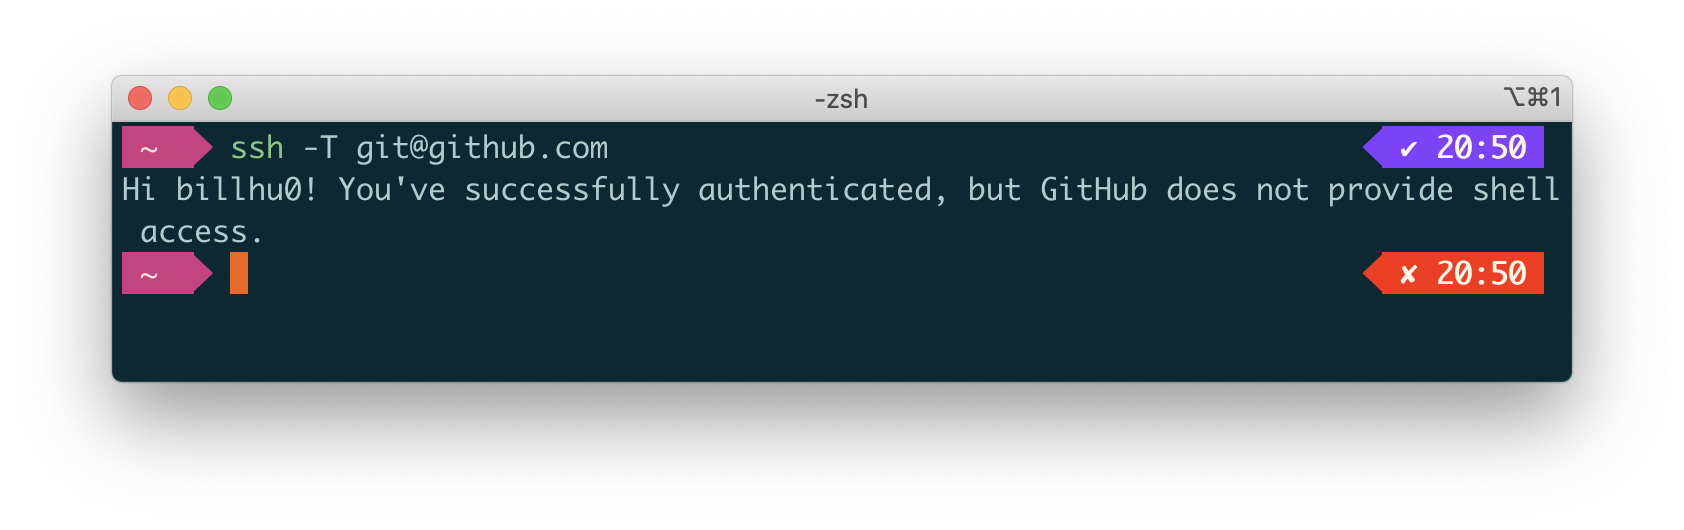 -zsh ⌥⌘1
~ ssh -T git@github.com ✔ 20:50
Hi billhu0! You've successfully authenticated, but GitHub does not provide shell
access.
~ ✘ 20:50